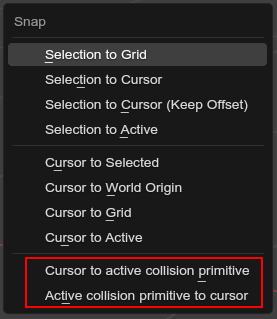 Snap
Selection to Grid
Selection to Cursor
Selection to Cursor (Keep Offset)
Selection to Active
Cursor to Selected
Cursor to World Origin
Cursor to Grid
Cursor to Active
Cursor to active collision primitive
Active collision primitive to cursor